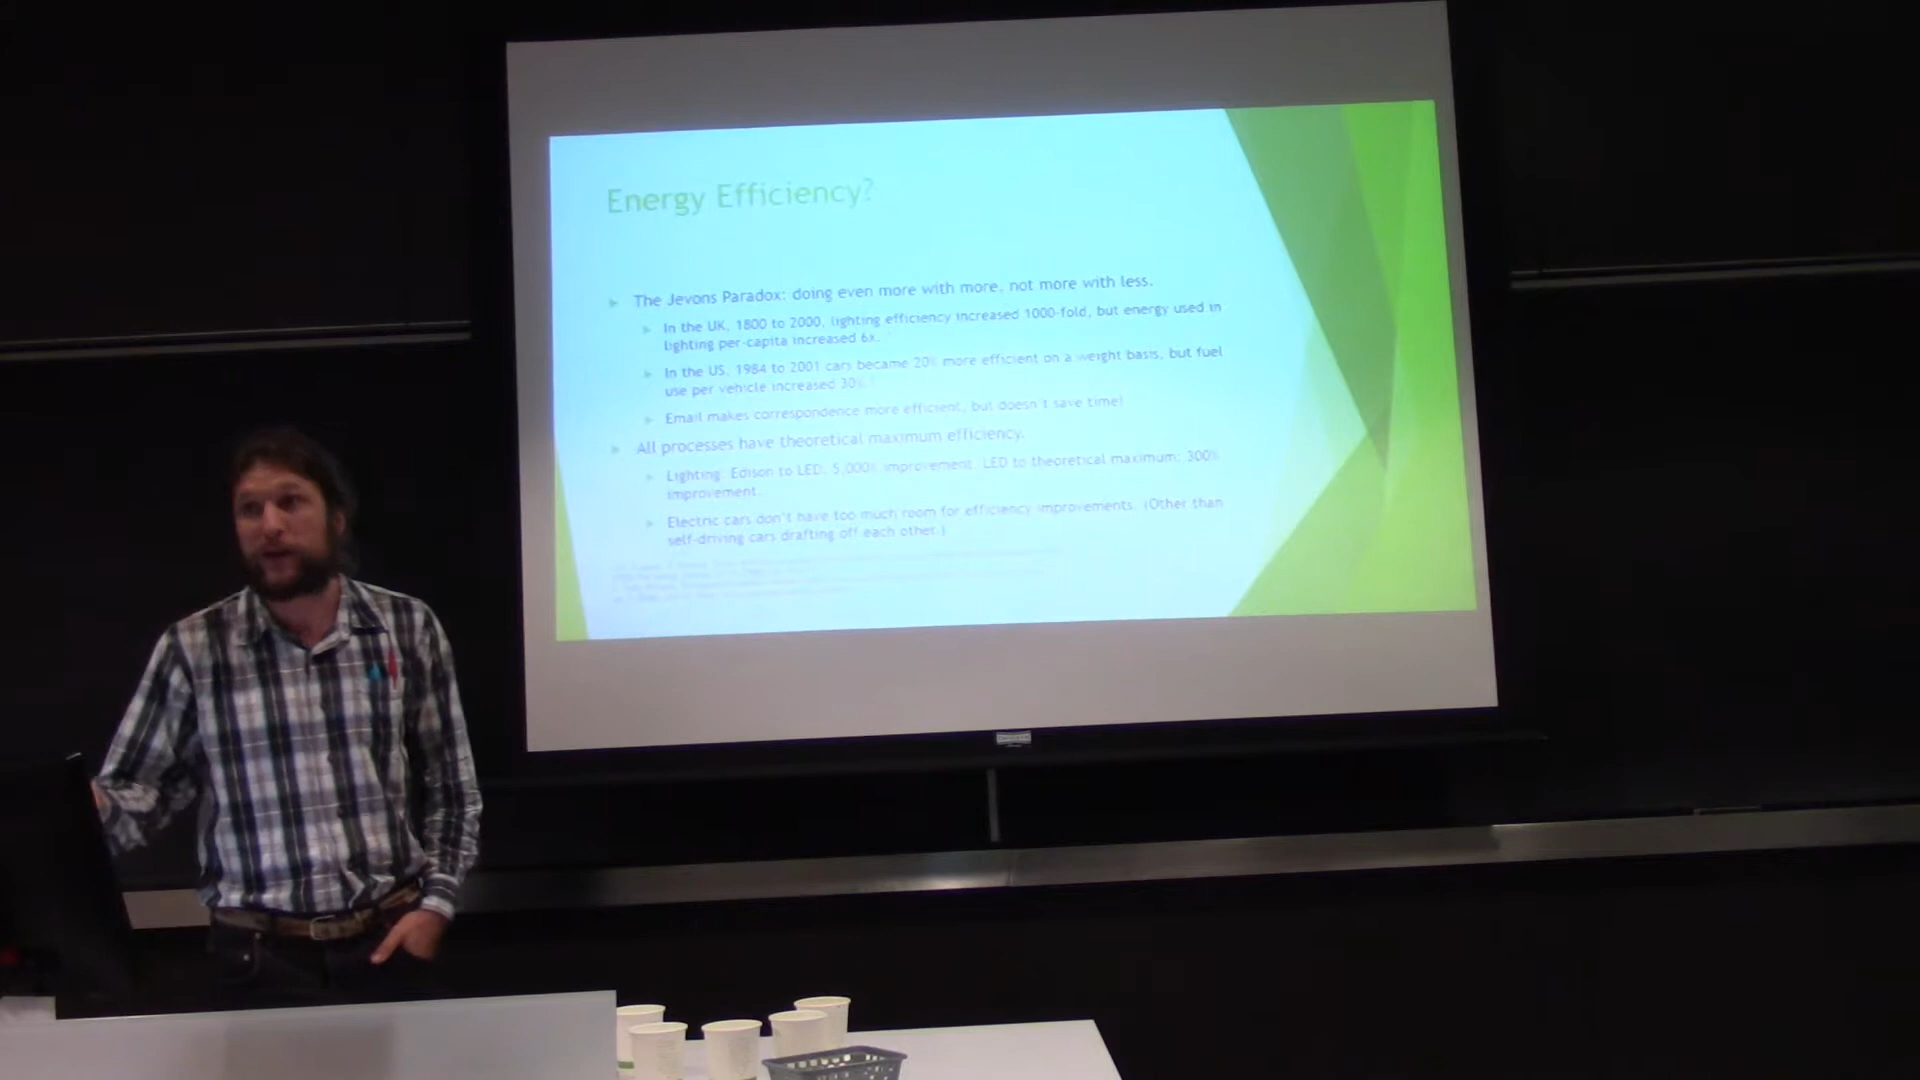 Energy Efficiency?
The Jevons Paradox: doing even more with more, not more with less.
In the UK, 1800 to 2000, lighting efficiency increased 1000-fold, but energy used in
lighting per-capita increased 6x.
In the US, 1984 to 2001 cars became 20% more efficient on a weight basis, but fuel
use per vehicle increased 30%.
Email makes correspondence more efficient, but doesn't save time!
All processes have theoretical maximum efficiency.
Lighting: Edison to LED, 5,000% improvement, LED to theoretical maximum: 300%
improvement.
Electric cars don't have too much room for efficiency improvements. (Other than
self-driving cars drafting off each other.)